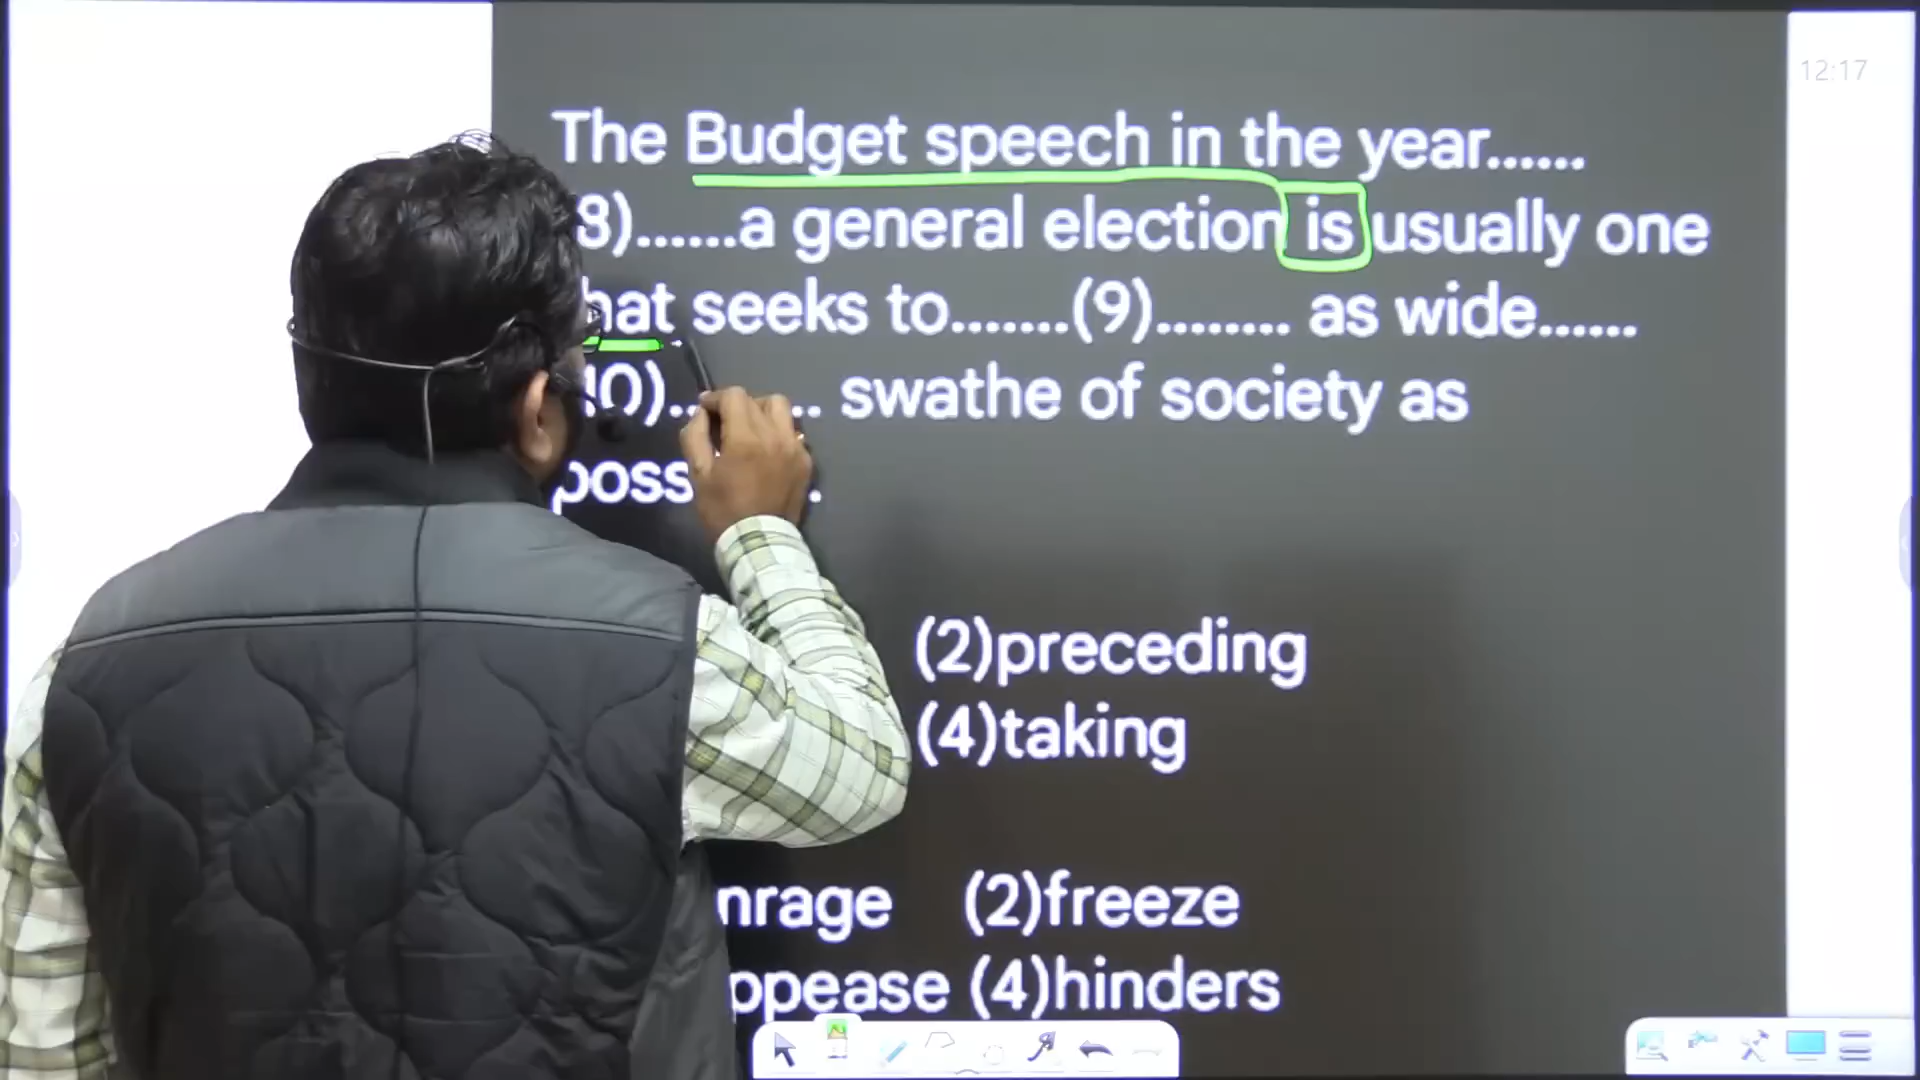 12:17
The Budget speech in the year......
8)......a general election is usually one
hat seeks to.......(9)........ as wide......
10)........ swathe of society as
poss .
(2)preceding
(4)taking
nrage (2)freeze
ppease (4)hinders